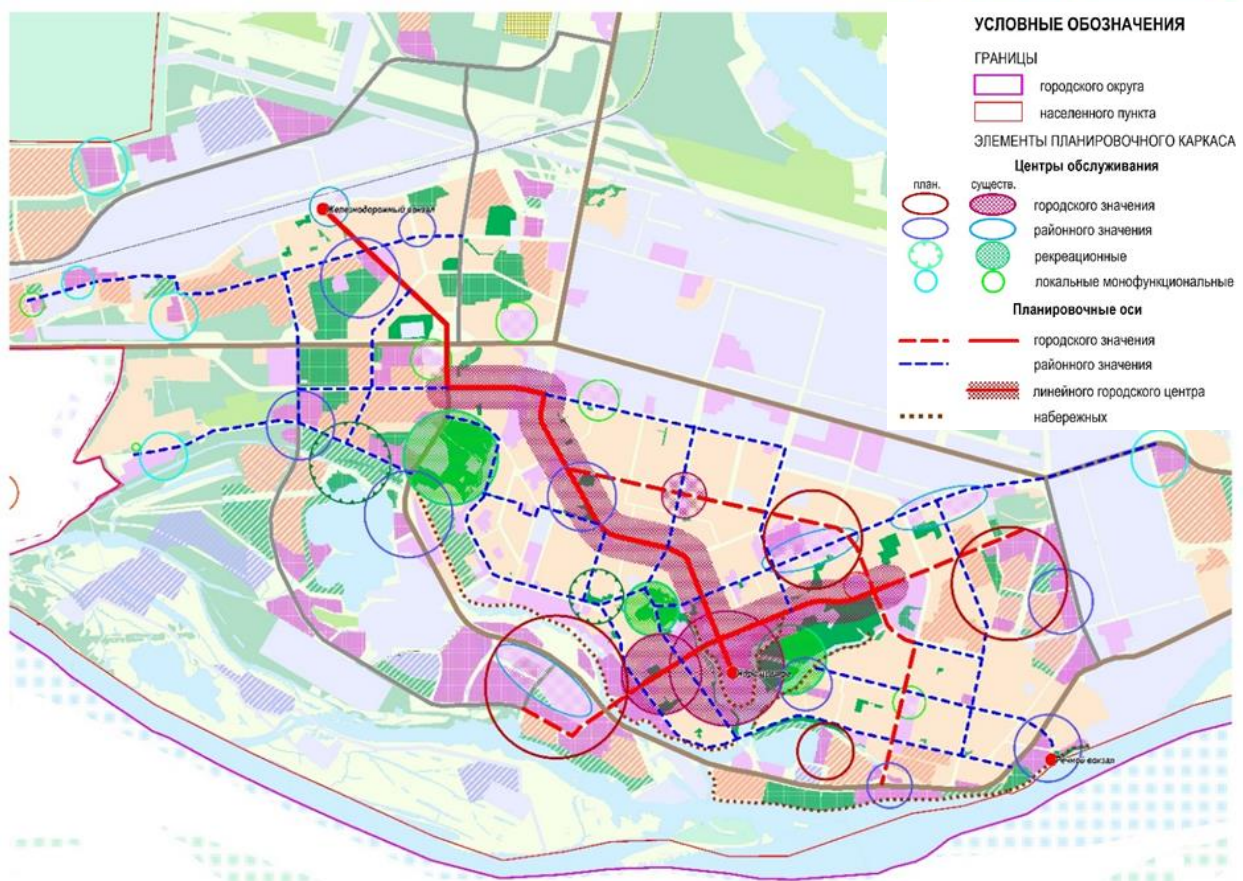 УСЛОВНЫЕ ОБОЗНАЧЕНИЯ
ГРАНИЦЫ
городского округа
населенного пункта
ЭЛЕМЕНТЫ ПЛАНИРОВОЧНОГО КАРКАСА
Центры обслуживания
план. существ.
городского значения
районного значения
рекреационные
локальные монофункциональные
Планировочные оси
городского значения
районного значения
линейного городского центра
набережных
Железнодорожный вокзал
Речной вокзал